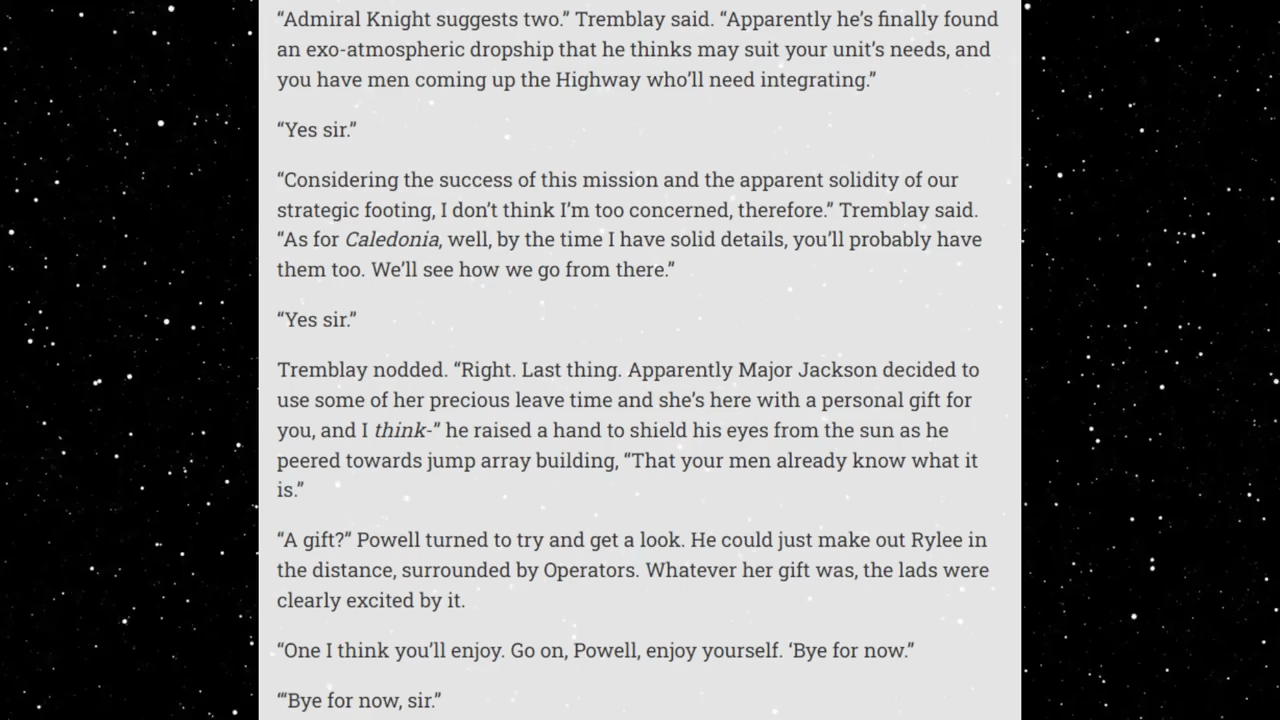 “Admiral Knight suggests two.” Tremblay said. “Apparently he’s finally found
an exo-atmospheric dropship that he thinks may suit your unit’s needs, and
you have men coming up the Highway who’ll need integrating.”
“Yes sir.”
“Considering the success of this mission and the apparent solidity of our
strategic footing, I don’t think I’m too concerned, therefore.” Tremblay said.
“As for Caledonia, well, by the time I have solid details, you’ll probably have
them too. We’ll see how we go from there.”
“Yes sir.”
Tremblay nodded. “Right. Last thing. Apparently Major Jackson decided to
use some of her precious leave time and she’s here with a personal gift for
you, and I think-” he raised a hand to shield his eyes from the sun as he
peered towards jump array building, “That your men already know what it
is.”
“A gift?” Powell turned to try and get a look. He could just make out Rylee in
the distance, surrounded by Operators. Whatever her gift was, the lads were
clearly excited by it.
“One I think you’ll enjoy. Go on, Powell, enjoy yourself. ‘Bye for now.”
“‘Bye for now, sir.”